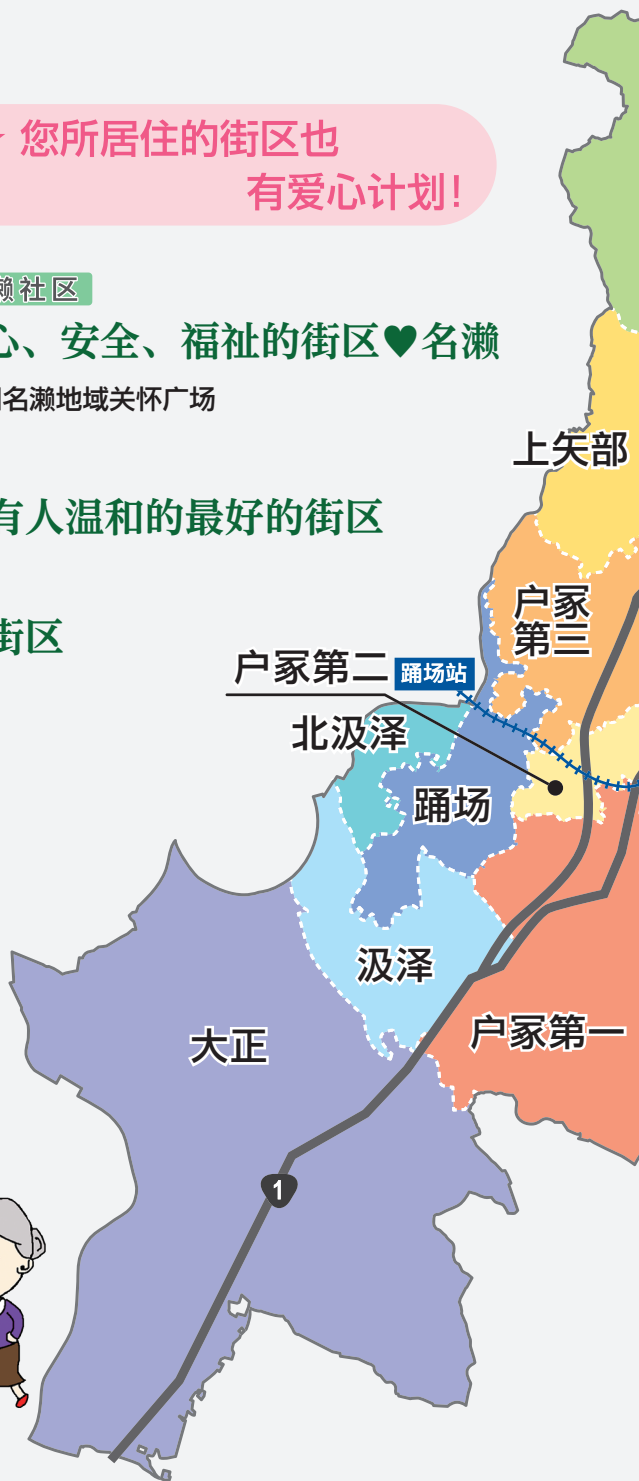 您所居住的街区也
有爱心计划！
濑社区
心、安全、福祉的街区♥名濑
名濑地域关怀广场
上矢部
有人温和的最好的街区
户冢
第三
街区
户冢第二
踊场站
北汲泽
踊场
汲泽
户冢第一
大正
1